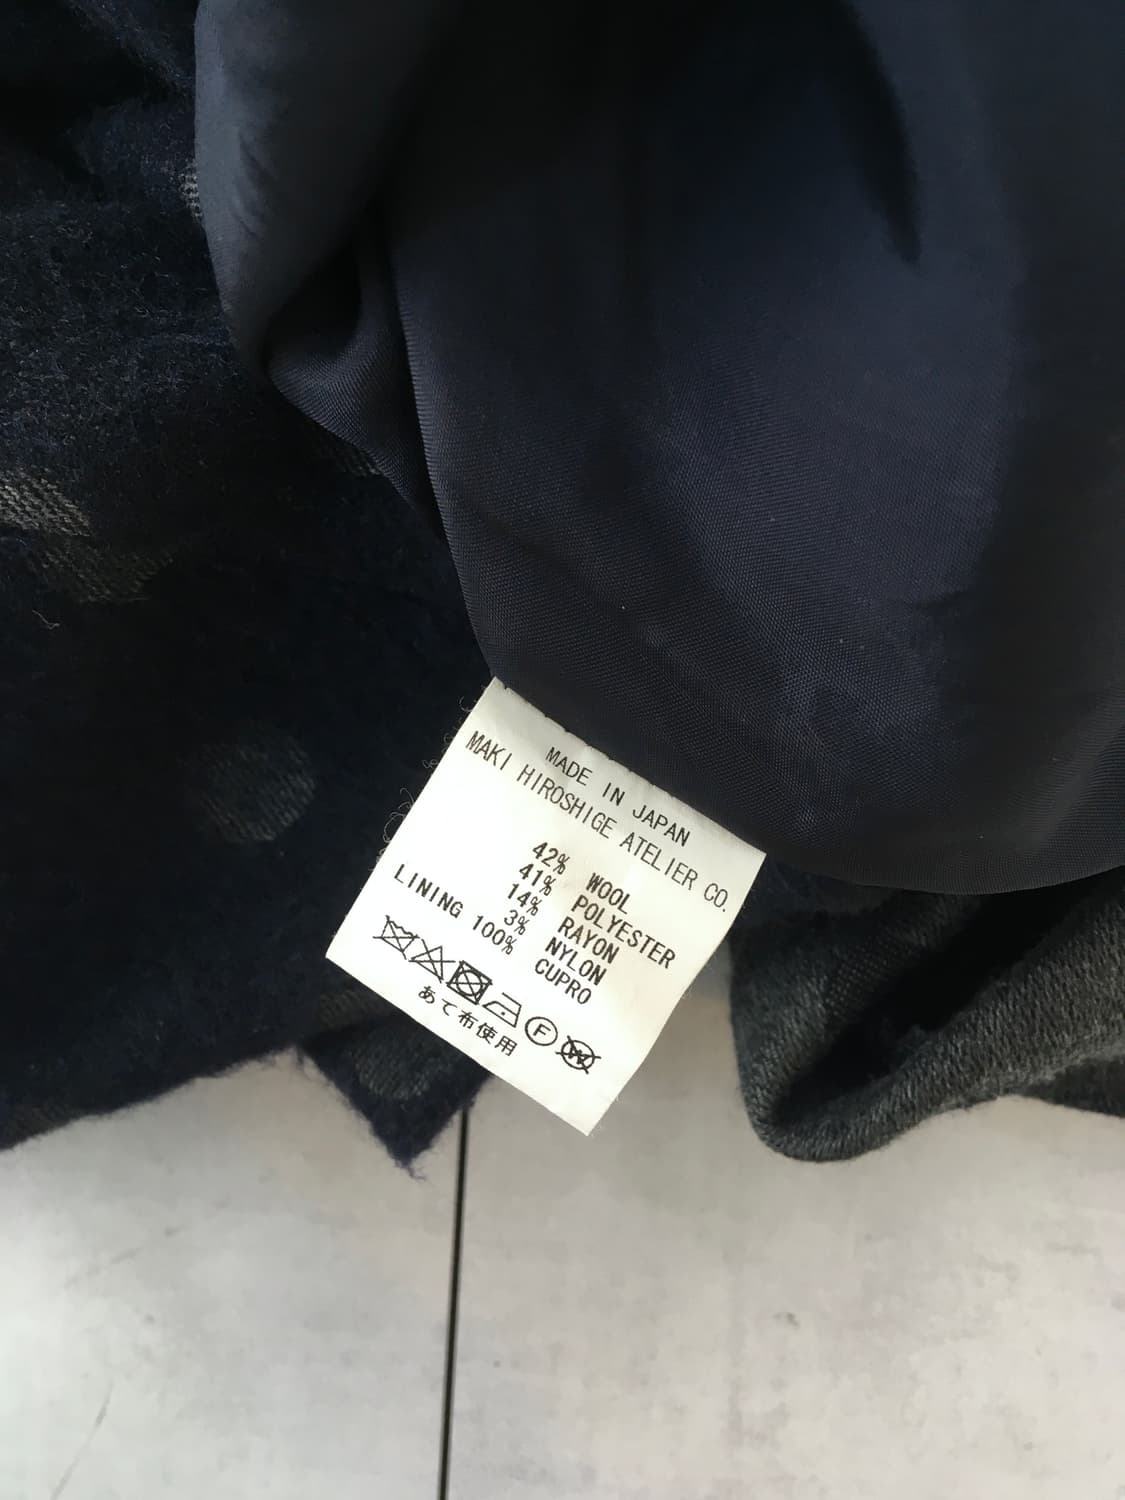 MADE IN JAPAN
MAKI HIROSHIGE ATELIER CO.
42% WOOL
41% POLYESTER
14% RAYON
3% NYLON
LINING 100% CUPRO
F W
あて布使用